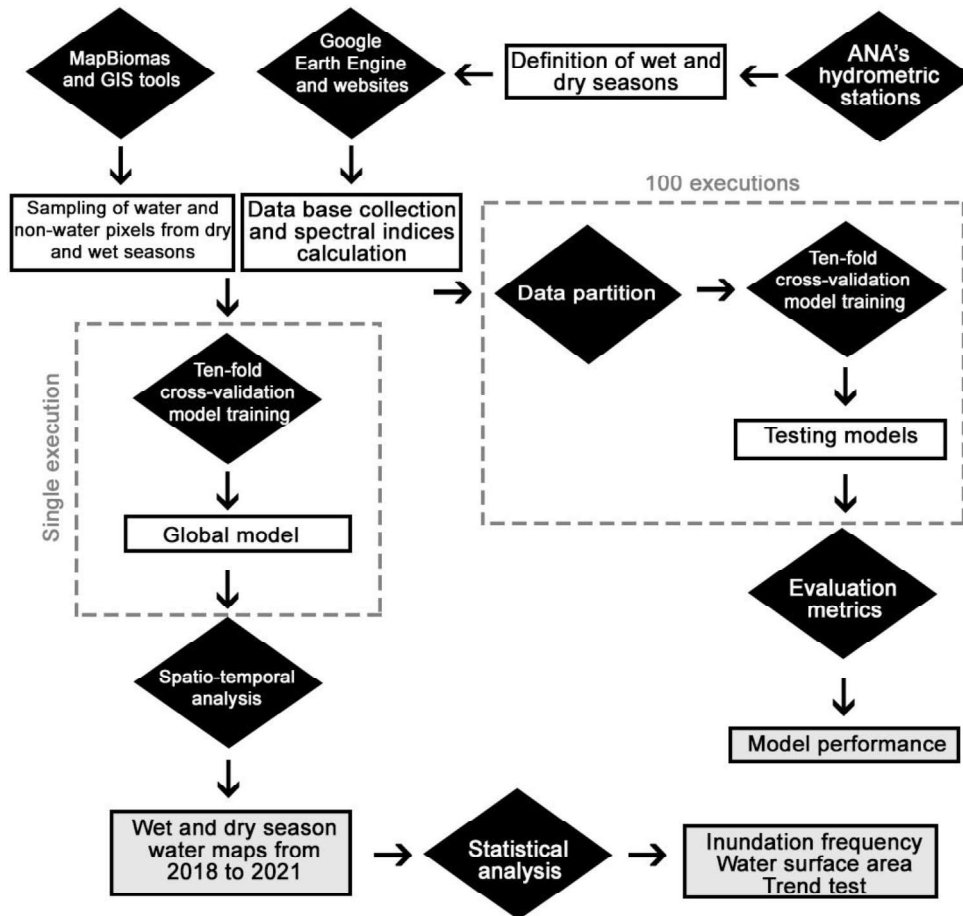 MapBiomas
and GIS tools
Google
Earth Engine
and websites
Definition of wet and
dry seasons
ANA's
hydrometric
stations
Sampling of water and
non-water pixels from dry
and wet seasons
Data base collection
and spectral indices
calculation
100 executions
Data partition
Ten-fold
cross-validation
model training
Testing models
Single execution
Ten-fold
cross-validation
model training
Global model
Evaluation
metrics
Spatio-temporal
analysis
Model performance
Wet and dry season
water maps from
2018 to 2021
Statistical
analysis
Inundation frequency
Water surface area
Trend test